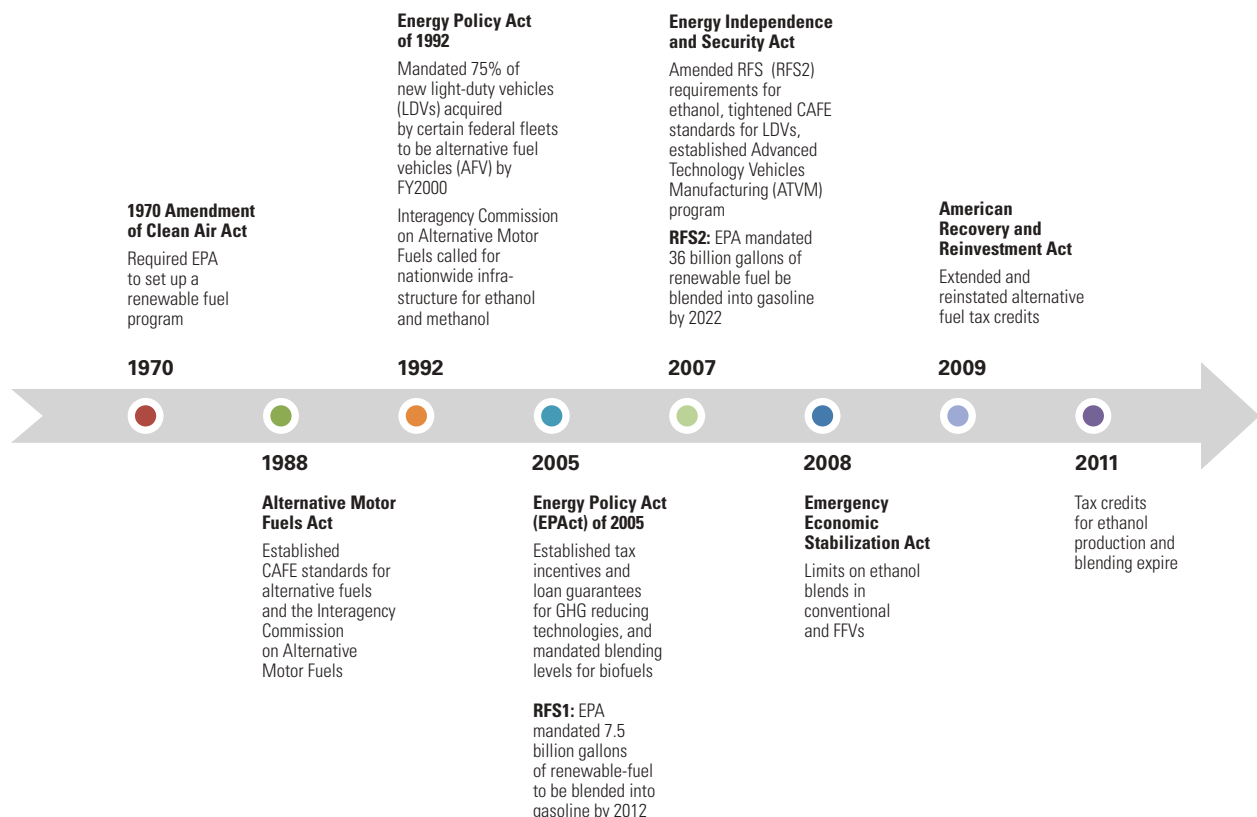 Energy Policy Act
of 1992
Mandated 75% of
new light-duty vehicles
(LDVs) acquired
by certain federal fleets
to be alternative fuel
vehicles (AFV) by
FY2000
Interagency Commission
on Alternative Motor
Fuels called for
nationwide infra-
structure for ethanol
and methanol
Energy Independence
and Security Act
Amended RFS (RFS2)
requirements for
ethanol, tightened CAFE
standards for LDVs,
established Advanced
Technology Vehicles
Manufacturing (ATVM)
program
RFS2: EPA mandated
36 billion gallons of
renewable fuel be
blended into gasoline
by 2022
1970 Amendment
of Clean Air Act
Required EPA
to set up a
renewable fuel
program
American
Recovery and
Reinvestment Act
Extended and
reinstated alternative
fuel tax credits
1970
1992
2007
2009
1988
2005
2008
2011
Alternative Motor
Fuels Act
Established
CAFE standards for
alternative fuels
and the Interagency
Commission
on Alternative
Motor Fuels
Energy Policy Act
(EPAct) of 2005
Established tax
incentives and
loan guarantees
for GHG reducing
technologies, and
mandated blending
levels for biofuels
RFS1: EPA
mandated 7.5
billion gallons
of renewable-fuel
to be blended into
gasoline by 2012
Emergency
Economic
Stabilization Act
Limits on ethanol
blends in
conventional
and FFVs
Tax credits
for ethanol
production and
blending expire